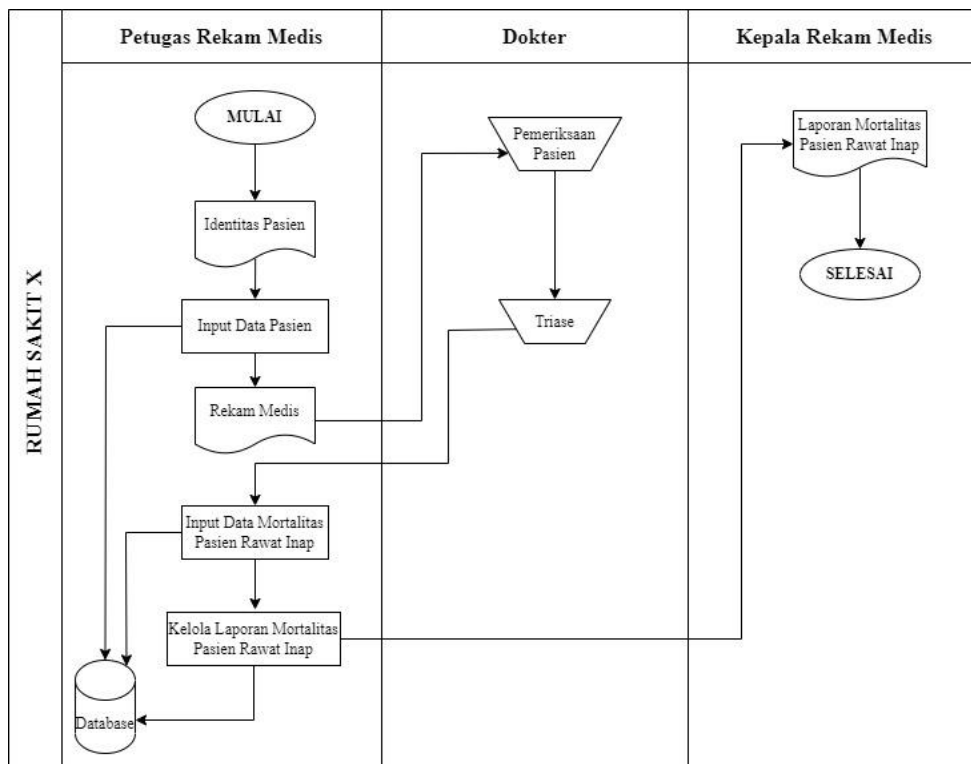 RUMAH SAKIT X
Petugas Rekam Medis
Dokter
Kepala Rekam Medis
MULAI
Identitas Pasien
Input Data Pasien
Rekam Medis
Input Data Mortalitas
Pasien Rawat Inap
Kelola Laporan Mortalitas
Pasien Rawat Inap
Database
Pemeriksaan
Pasien
Triase
Laporan Mortalitas
Pasien Rawat Inap
SELESAI